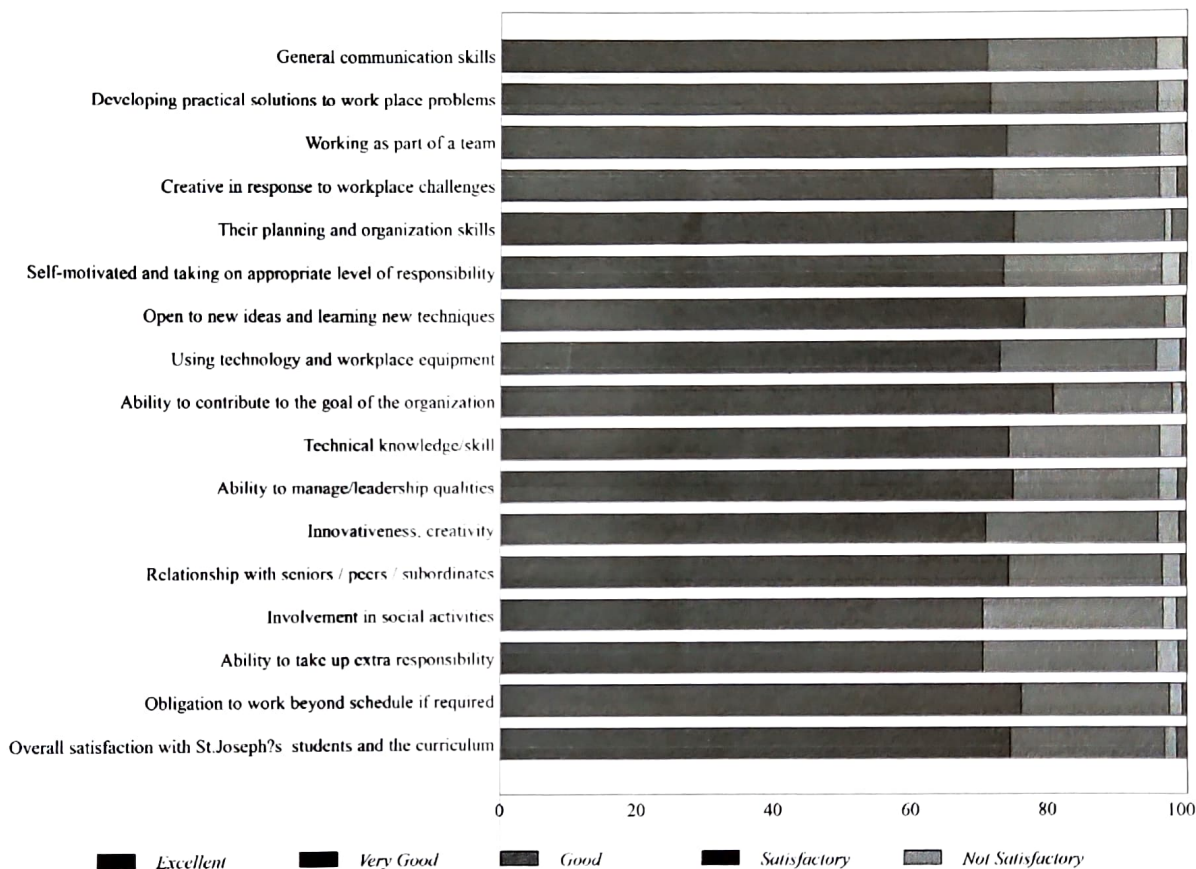 General communication skills
Developing practical solutions to work place problems
Working as part of a team
Creative in response to workplace challenges
Their planning and organization skills
Self-motivated and taking on appropriate level of responsibility
Open to new ideas and learning new techniques
Using technology and workplace equipment
Ability to contribute to the goal of the organization
Technical knowledge/skill
Ability to manage/leadership qualities
Innovativeness, creativity
Relationship with seniors / peers / subordinates
Involvement in social activities
Ability to take up extra responsibility
Obligation to work beyond schedule if required
Overall satisfaction with St.Joseph?s students and the curriculum
0 20 40 60 80 100
Excellent Very Good Good Satisfactory Not Satisfactory